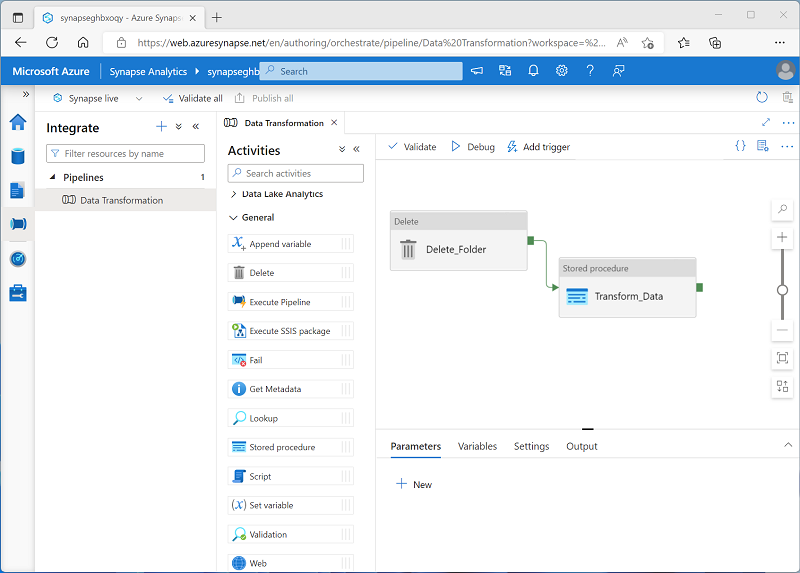 synapseghbxoqy - Azure Synaps
https://web.azuresynapse.net/en/authoring/orchestrate/pipeline/Data%20Transformation?workspace=%2...
Microsoft Azure
Synapse Analytics
synapseghb
Search
Synapse live
Validate all
Publish all
Integrate
Filter resources by name
Pipelines
1
Data Transformation
Data Transformation
Activities
Search activities
Data Lake Analytics
General
Append variable
Delete
Execute Pipeline
Execute SSIS package
Fail
Get Metadata
Lookup
Stored procedure
Script
Set variable
Validation
Web
Validate
Debug
Add trigger
Delete
Delete_Folder
Stored procedure
Transform_Data
Parameters
Variables
Settings
Output
New